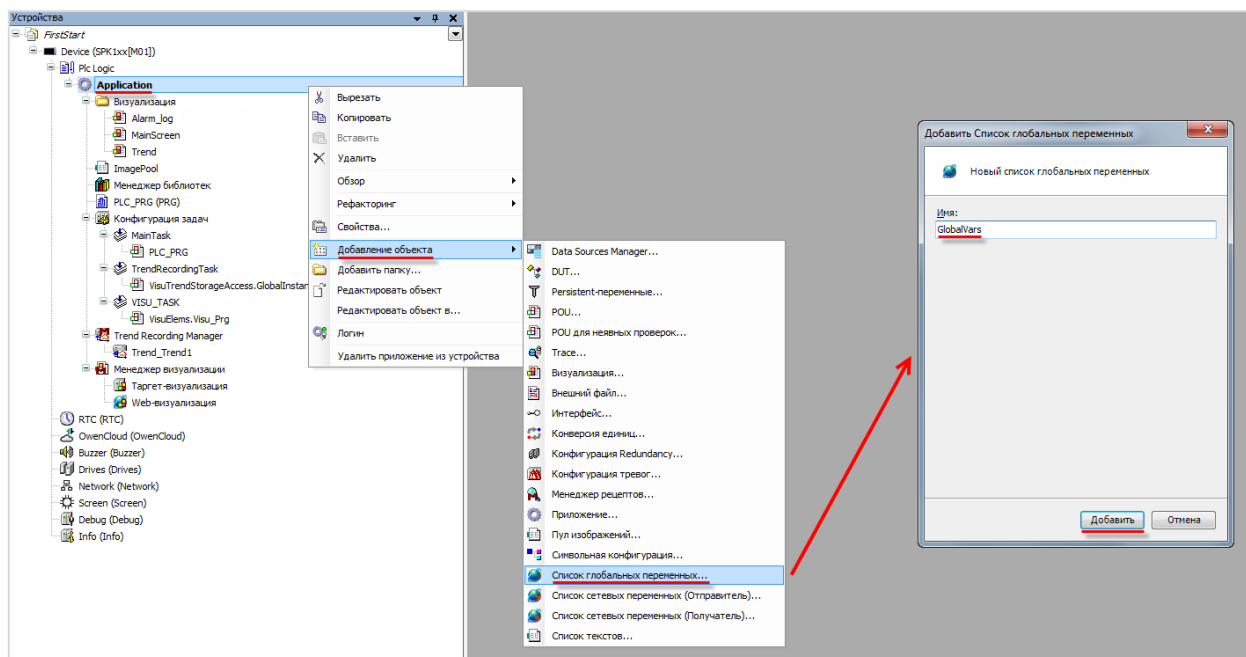 Устройства
FirstStart
Device (SPK1xx[M01])
Plc Logic
Application
Визуализация
Alarm_log
MainScreen
Trend
ImagePool
Менеджер библиотек
PLC_PRG (PRG)
Конфигурация задач
MainTask
PLC_PRG
TrendRecordingTask
VisuTrendStorageAccess.GlobalInstan
VISU_TASK
VisuElems.Visu_Prg
Trend Recording Manager
Trend_Trend1
Менеджер визуализации
Таргет-визуализация
Web-визуализация
RTC (RTC)
OwenCloud (OwenCloud)
Buzzer (Buzzer)
Drives (Drives)
Network (Network)
Screen (Screen)
Debug (Debug)
Info (Info)
Вырезать
Копировать
Вставить
Удалить
Обзор
Рефакторинг
Свойства...
Добавление объекта
Добавить папку...
Редактировать объект
Редактировать объект в...
Логин
Удалить приложение из устройства
Data Sources Manager...
DUT...
Persistent-переменные...
POU...
POU для неявных проверок...
Trace...
Визуализация...
Внешний файл...
Интерфейс...
Конверсия единиц...
Конфигурация Redundancy...
Конфигурация тревог...
Менеджер рецептов...
Приложение...
Пул изображений...
Символьная конфигурация...
Список глобальных переменных...
Список сетевых переменных (Отправитель)...
Список сетевых переменных (Получатель)...
Список текстов...
Добавить Список глобальных переменных
Новый список глобальных переменных
Имя:
GlobalVars
Добавить Отмена